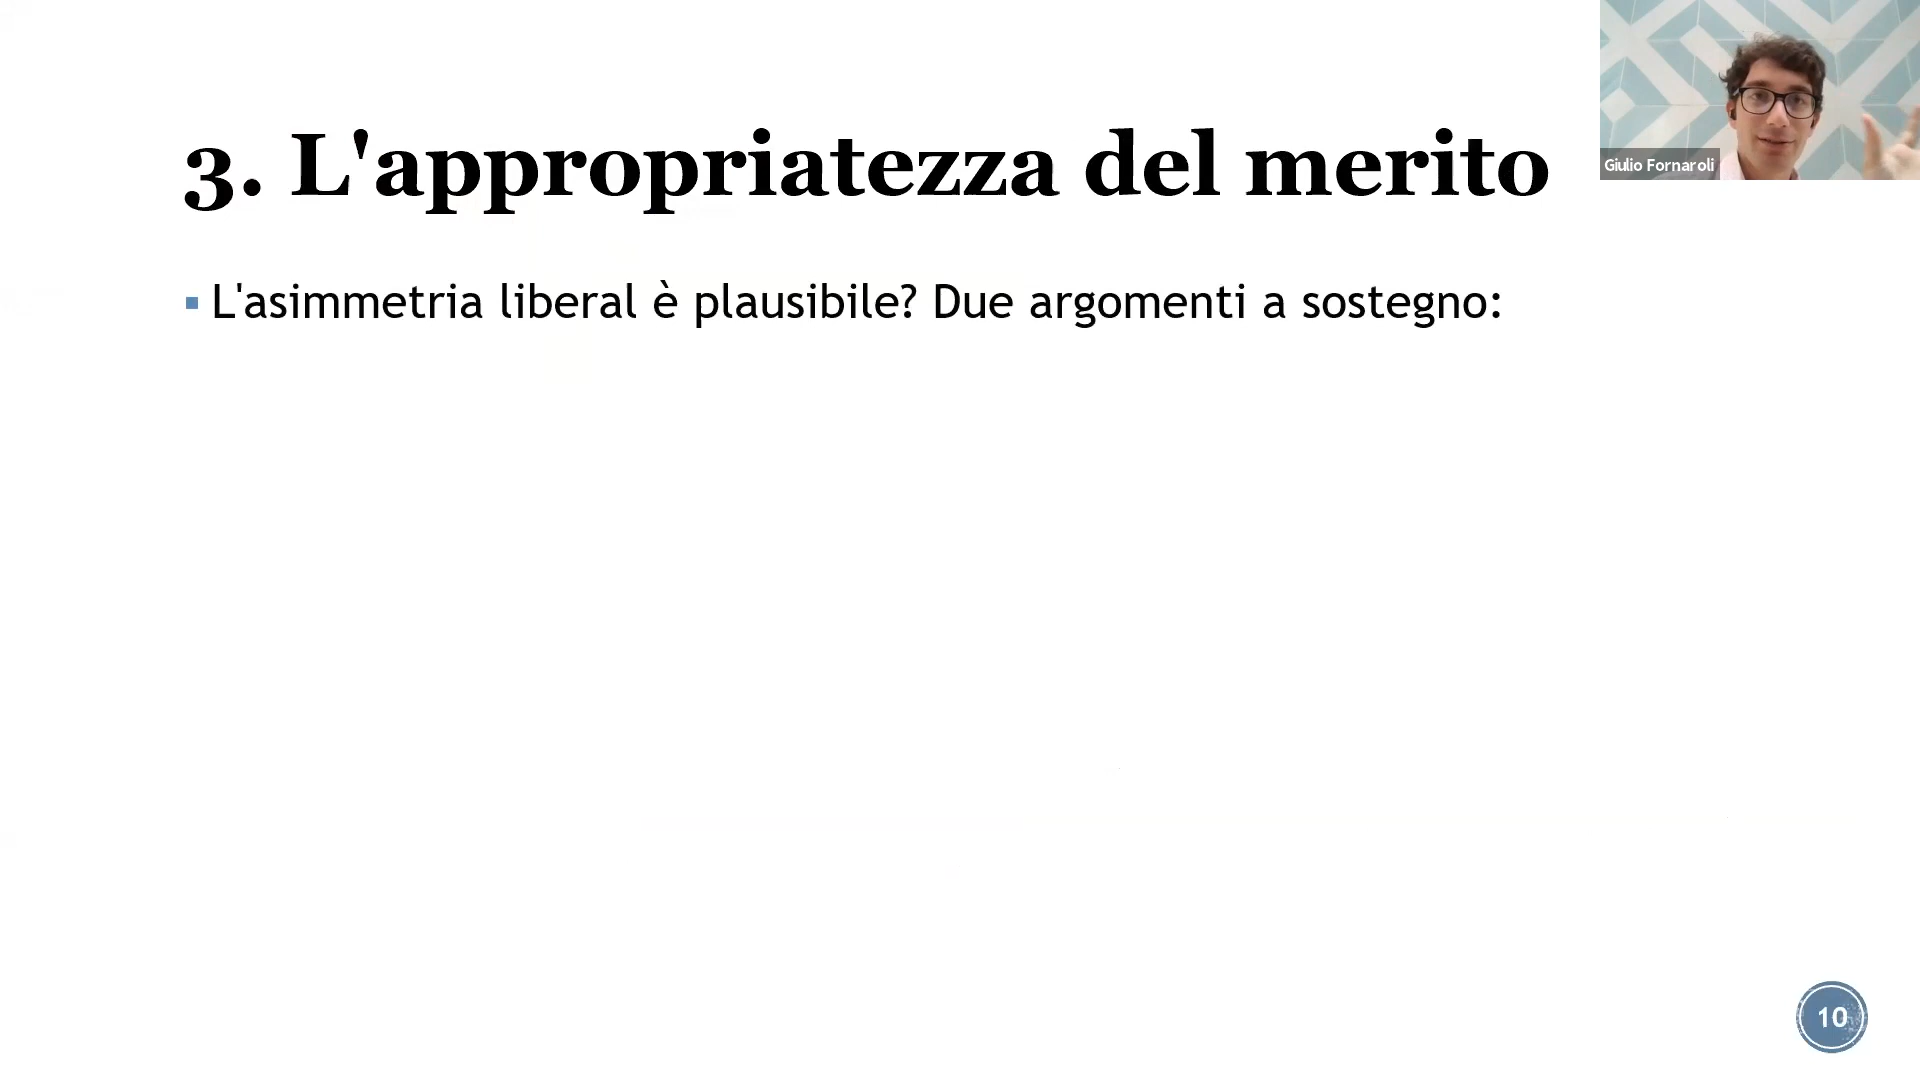 3. L'appropriatezza del merito
Giulio Fornaroli
▪ L'asimmetria liberal è plausibile? Due argomenti a sostegno:
10